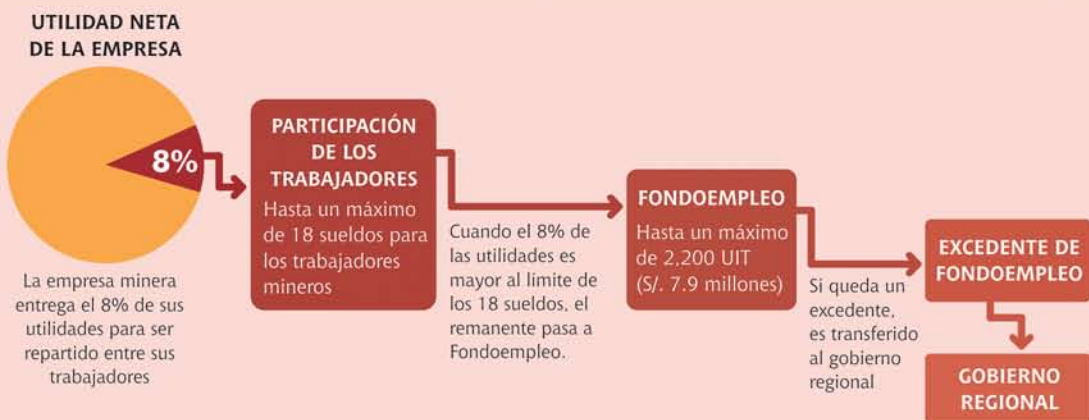 UTILIDAD NETA
DE LA EMPRESA
8%
La empresa minera
entrega el 8% de sus
utilidades para ser
repartido entre sus
trabajadores
PARTICIPACIÓN
DE LOS
TRABAJADORES
Hasta un máximo
de 18 sueldos para
los trabajadores
mineros
Cuando el 8% de
las utilidades es
mayor al límite de
los 18 sueldos, el
remanente pasa a
Fondoempleo.
FONDOEMPLEO
Hasta un máximo
de 2,200 UIT
(S/. 7.9 millones)
Si queda un
excedente,
es transferido
al gobierno
regional
EXCEDENTE DE
FONDOEMPLEO
GOBIERNO
REGIONAL